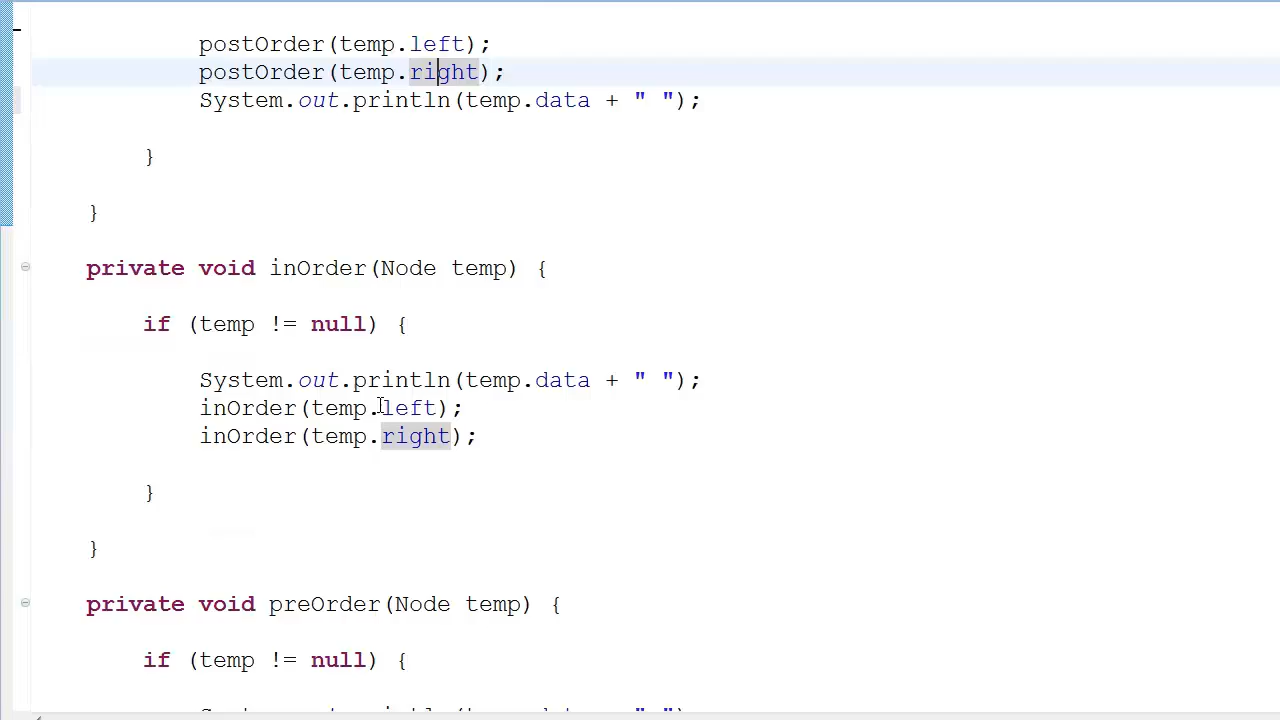 postOrder(temp.left);
postOrder(temp.right);
System.out.println(temp.data + " ");
}
}
private void inOrder(Node temp) {
if (temp != null) {
System.out.println(temp.data + " ");
inOrder(temp.left);
inOrder(temp.right);
}
}
private void preOrder(Node temp) {
if (temp != null) {